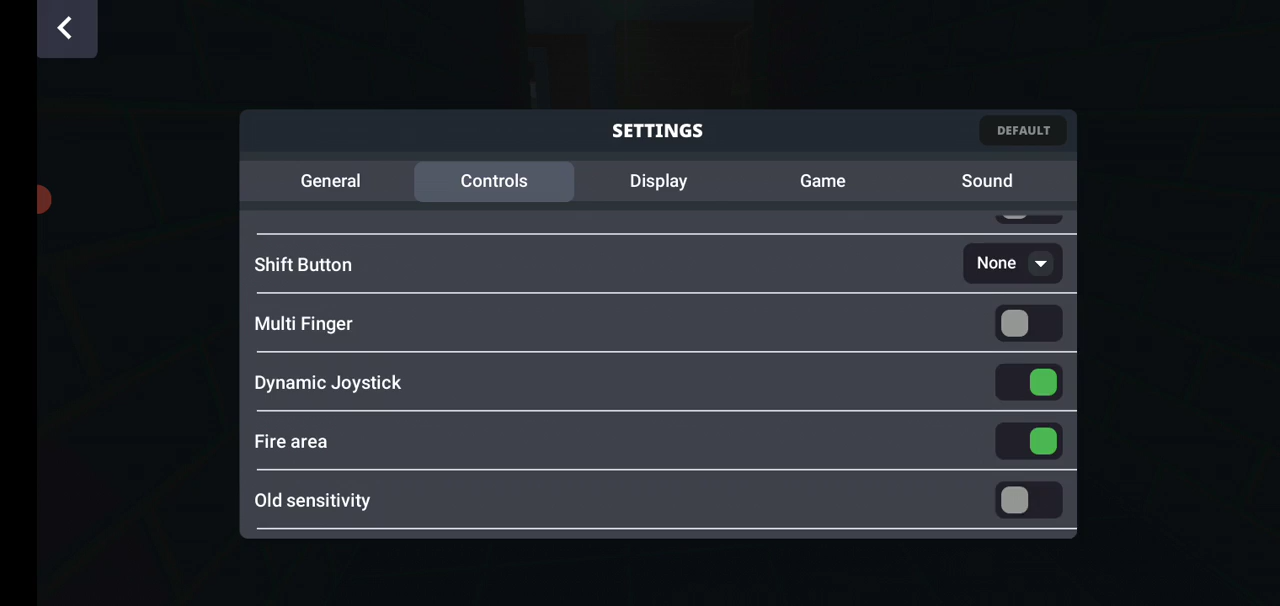 SETTINGS
DEFAULT
General
Controls
Display
Game
Sound
Shift Button
None
Multi Finger
Dynamic Joystick
Fire area
Old sensitivity